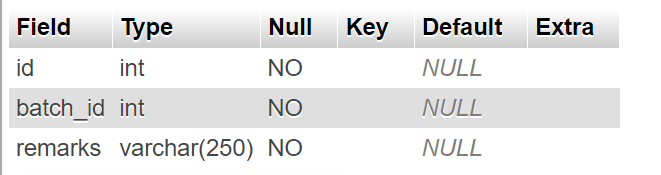 Field Type Null Key Default Extra
id int NO NULL
batch_id int NO NULL
remarks varchar(250) NO NULL